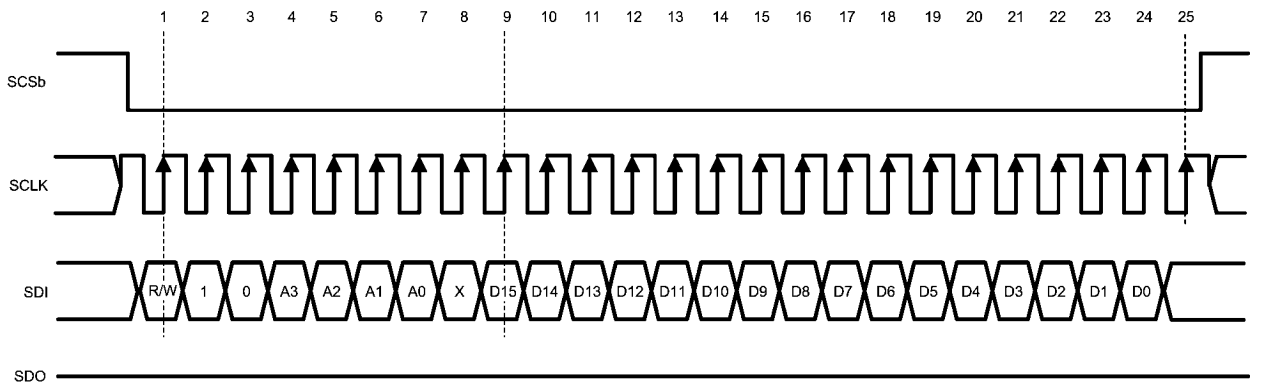 1 2 3 4 5 6 7 8 9 10 11 12 13 14 15 16 17 18 19 20 21 22 23 24 25
SCSb
SCLK
SDI R/W 1 0 A3 A2 A1 A0 X D15 D14 D13 D12 D11 D10 D9 D8 D7 D6 D5 D4 D3 D2 D1 D0
SDO